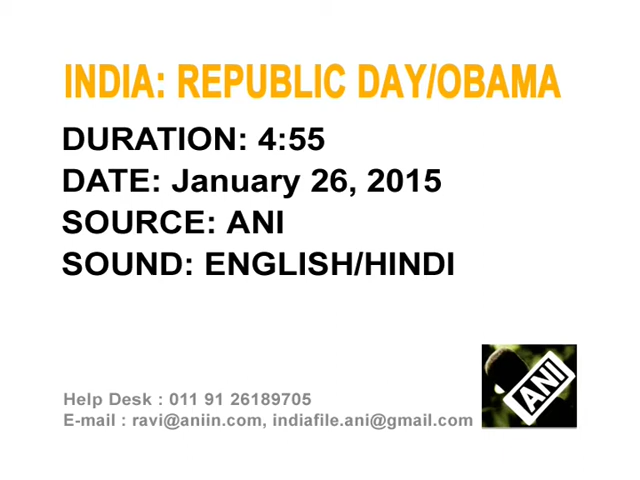 INDIA: REPUBLIC DAY/OBAMA
DURATION: 4:55
DATE: January 26, 2015
SOURCE: ANI
SOUND: ENGLISH/HINDI
Help Desk : 011 91 26189705
E-mail : ravi@aniin.com, indiafile.ani@gmail.com
ANI